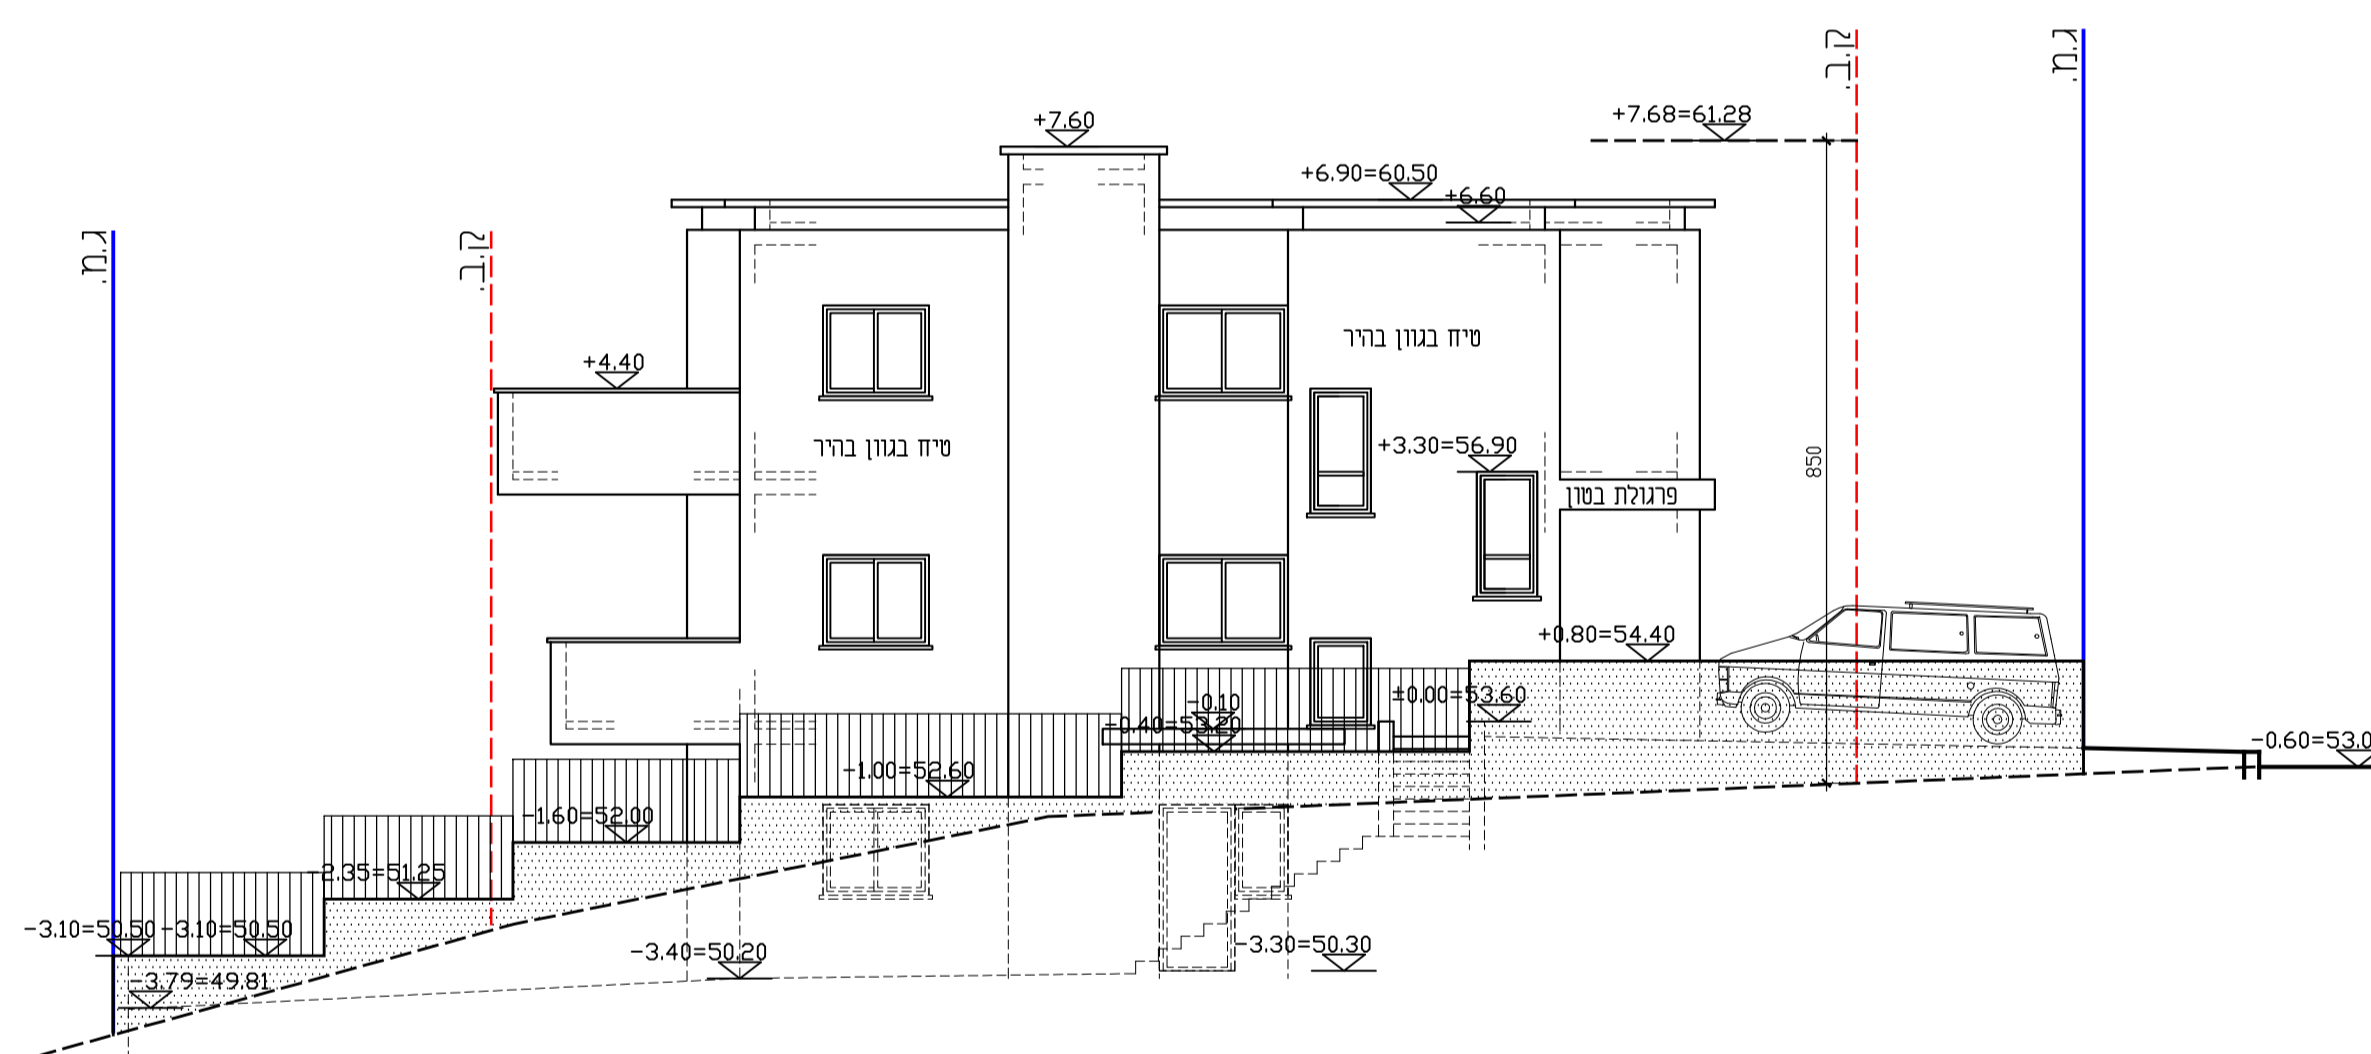 ק.ב.
ג.מ.
+7.68=61.28
+7.60
+6.90=60.50
+6.60
ג.מ.
ק.ב.
טיח בגוון בהיר
+4.40
טיח בגוון בהיר
+3.30=56.90
850
פרגולת בטון
+0.80=54.40
±0.00=53.60
-0.10
-0.40=53.20
-0.60=53.0
-1.00=52.60
-1.60=52.00
-2.35=51.25
-3.10=50.50
-3.10=50.50
-3.40=50.20
-3.30=50.30
-3.79=49.81